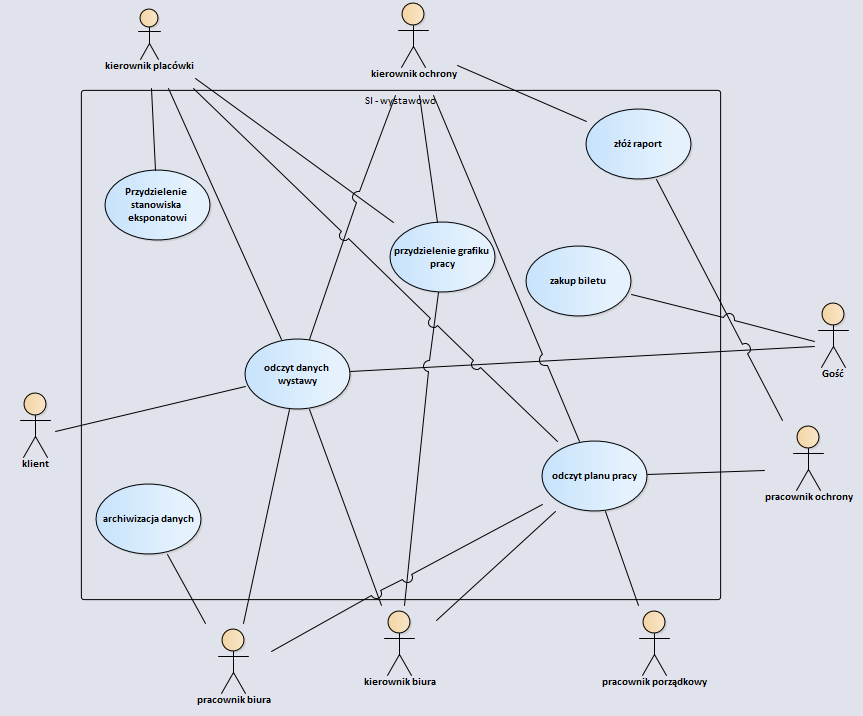 kierownik placówki
kierownik ochrony
SI - wystawowo
złóż raport
Przydzielenie
stanowiska
eksponatowi
przydzielenie grafiku
pracy
zakup biletu
Gość
odczyt danych
wystawy
klient
odczyt planu pracy
pracownik ochrony
archiwizacja danych
pracownik biura
kierownik biura
pracownik porządkowy